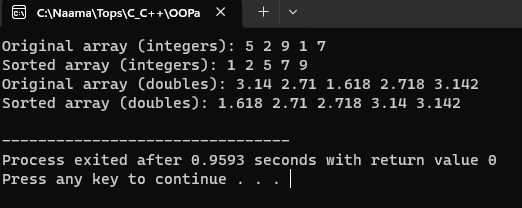 C:\Naama\Tops\C_C++\OOPa
Original array (integers): 5 2 9 1 7
Sorted array (integers): 1 2 5 7 9
Original array (doubles): 3.14 2.71 1.618 2.718 3.142
Sorted array (doubles): 1.618 2.71 2.718 3.14 3.142
--------------------------------
Process exited after 0.9593 seconds with return value 0
Press any key to continue . . .